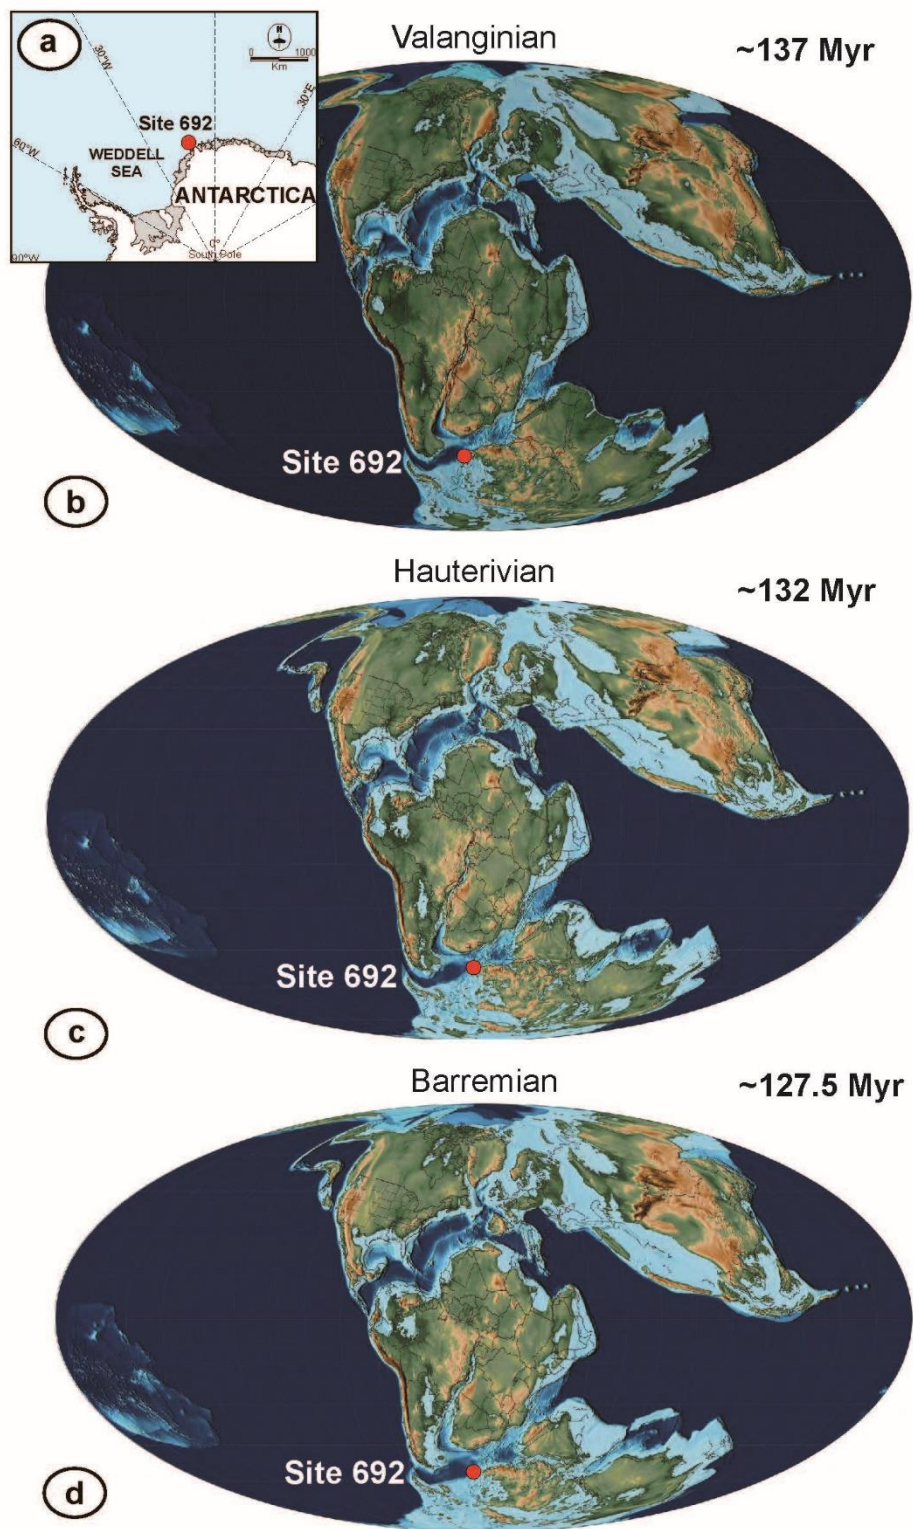 a
N
0 1000
Km
30°W
30°E
60°W
Site 692
WEDDELL
SEA
ANTARCTICA
0°
South Pole
90°W
Valanginian
~137 Myr
Site 692
b
Hauterivian
~132 Myr
Site 692
c
Barremian
~127.5 Myr
Site 692
d